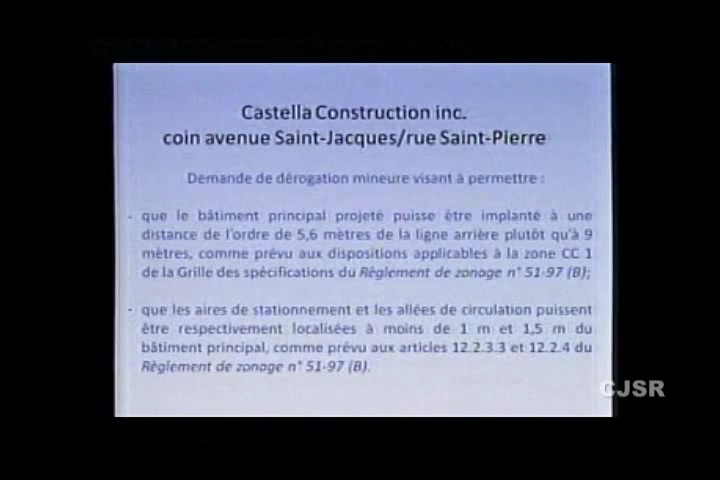 Castella Construction inc.
coin avenue Saint-Jacques/rue Saint-Pierre
Demande de dérogation mineure visant à permettre :
- que le bâtiment principal projeté puisse être implanté à une
distance de l'ordre de 5,6 mètres de la ligne arrière plutôt qu'à 9
mètres, comme prévu aux dispositions applicables à la zone CC 1
de la Grille des spécifications du Règlement de zonage n° 51-97 (B);
- que les aires de stationnement et les allées de circulation puissent
être respectivement localisées à moins de 1 m et 1,5 m du
bâtiment principal, comme prévu aux articles 12.2.3.3 et 12.2.4 du
Règlement de zonage n° 51-97 (B).
CJSR